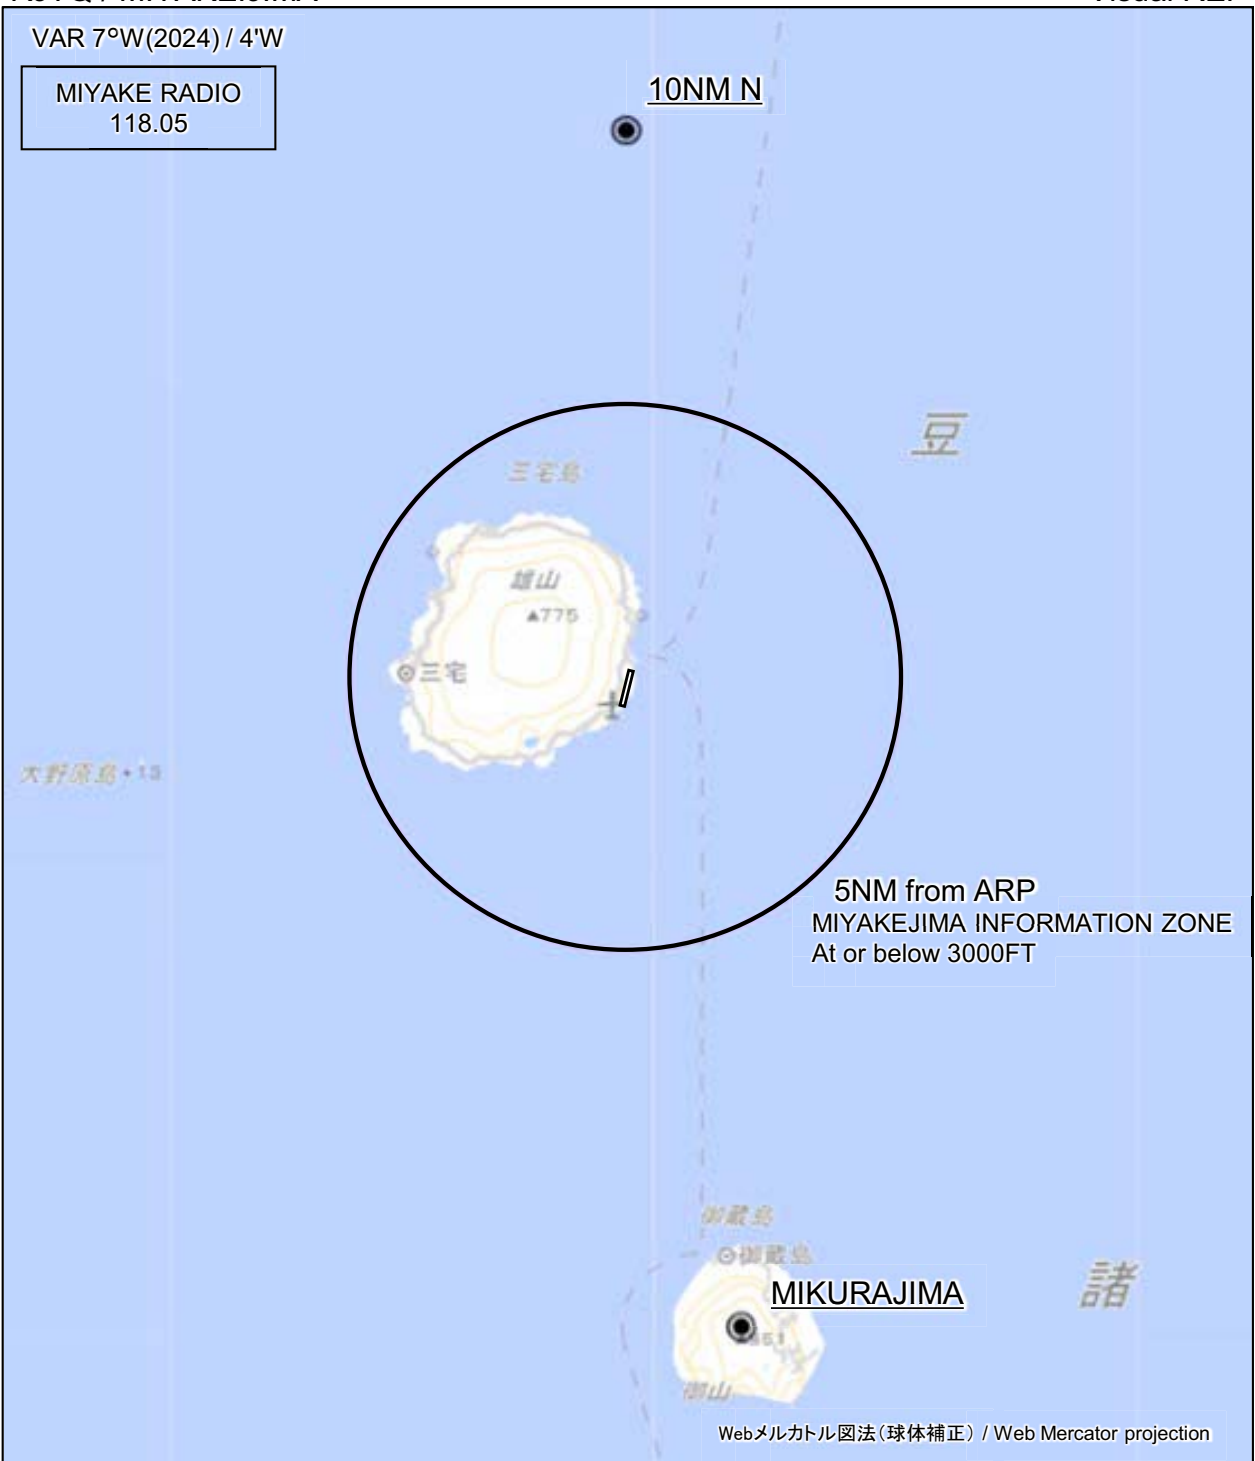 VAR 7°W(2024) / 4'W
MIYAKE RADIO
118.05
10NM N
豆
三宅島
雄山
▲775
三宅
大野原島・13
5NM from ARP
MIYAKEJIMA INFORMATION ZONE
At or below 3000FT
御蔵島
御蔵島
MIKURAJIMA
諸
御山
Webメルカトル図法(球体補正) / Web Mercator projection